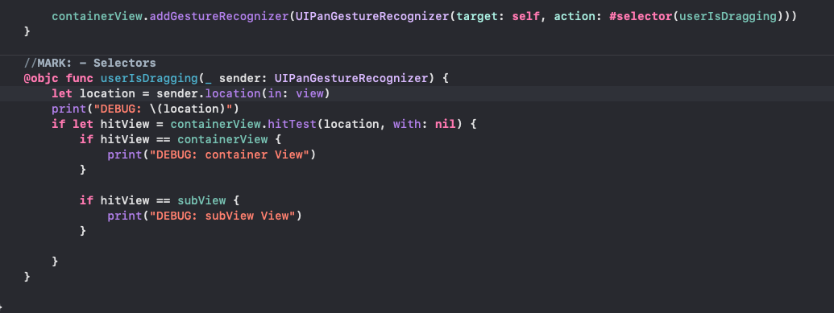 containerView.addGestureRecognizer(UIPanGestureRecognizer(target: self, action: #selector(userIsDragging)))
}
//MARK: - Selectors
@objc func userIsDragging(_ sender: UIPanGestureRecognizer) {
let location = sender.location(in: view)
print("DEBUG: \(location)")
if let hitView = containerView.hitTest(location, with: nil) {
if hitView == containerView {
print("DEBUG: container View")
}
if hitView == subView {
print("DEBUG: subView View")
}
}
}